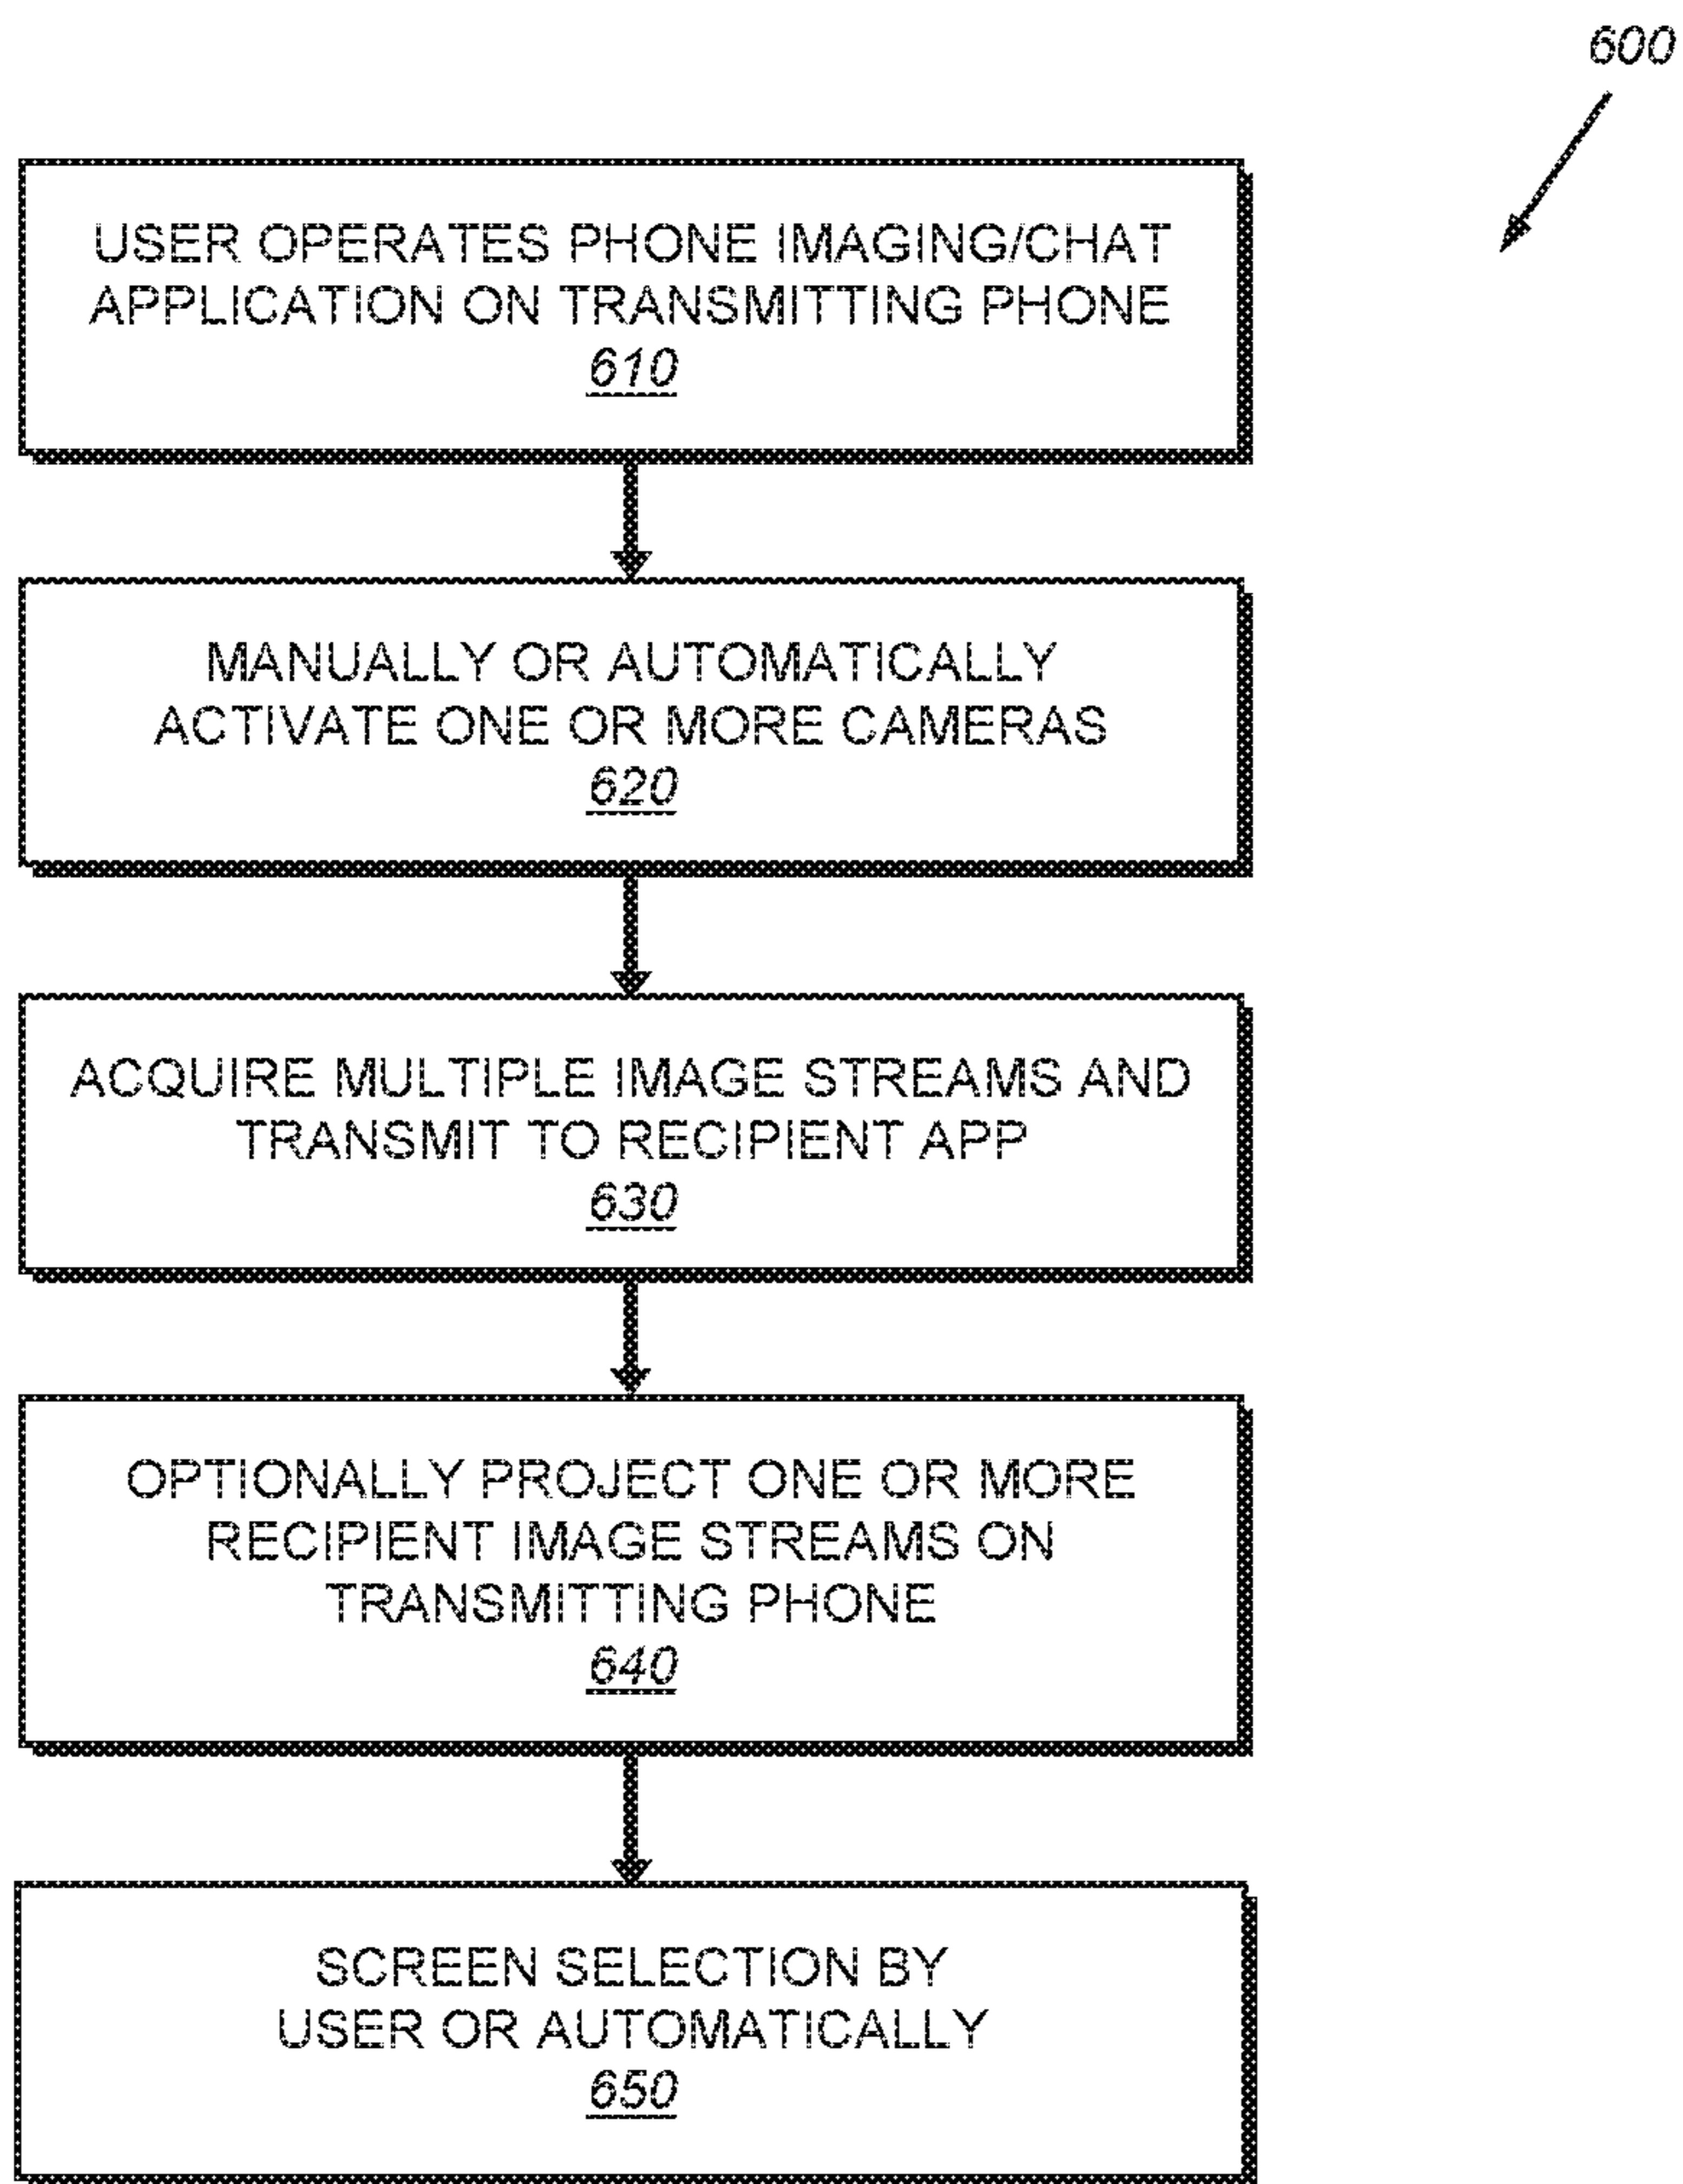 600
USER OPERATES PHONE IMAGING/CHAT
APPLICATION ON TRANSMITTING PHONE
610
MANUALLY OR AUTOMATICALLY
ACTIVATE ONE OR MORE CAMERAS
620
ACQUIRE MULTIPLE IMAGE STREAMS AND
TRANSMIT TO RECIPIENT APP
630
OPTIONALLY PROJECT ONE OR MORE
RECIPIENT IMAGE STREAMS ON
TRANSMITTING PHONE
640
SCREEN SELECTION BY
USER OR AUTOMATICALLY
650